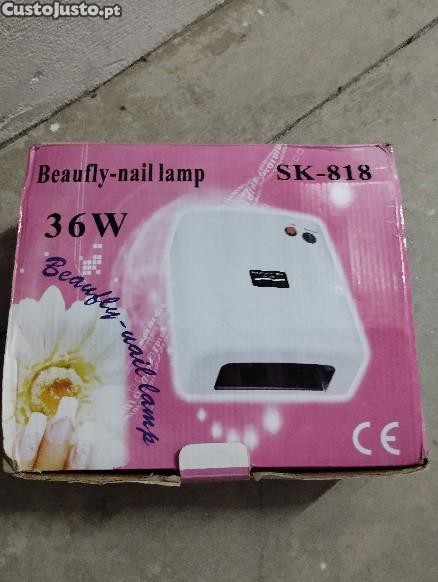 CustoJusto.pt
Beaufly-nail lamp
SK-818
36W
Beaufly-nail lamp
CE